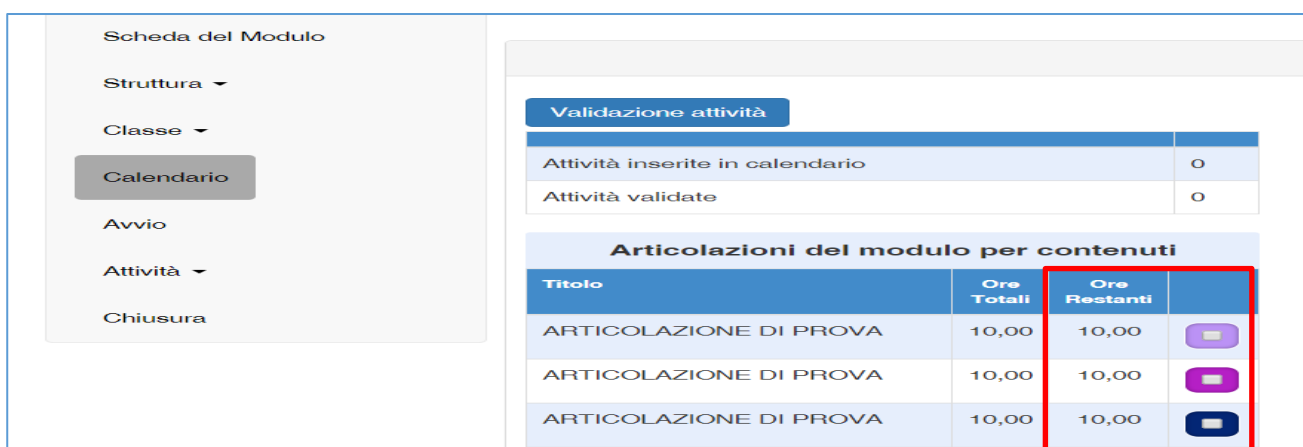 Scheda del Modulo
Struttura
Classe
Calendario
Avvio
Attività
Chiusura
Validazione attività
Attività inserite in calendario 0
Attività validate 0
Articolazioni del modulo per contenuti
Titolo Ore Totali Ore Restanti
ARTICOLAZIONE DI PROVA 10,00 10,00
ARTICOLAZIONE DI PROVA 10,00 10,00
ARTICOLAZIONE DI PROVA 10,00 10,00